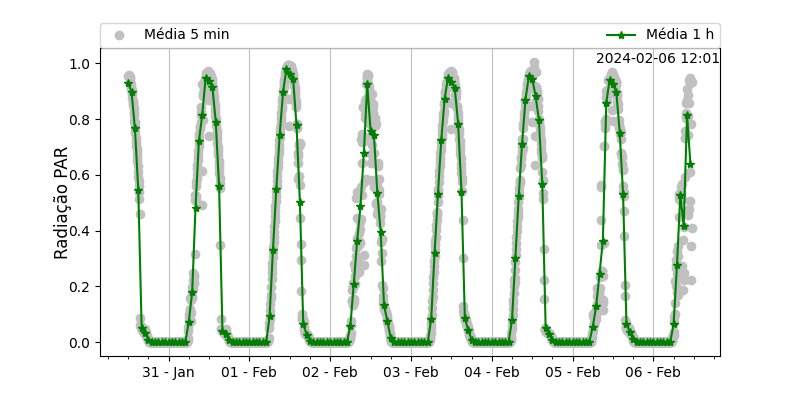 Média 5 min
Média 1 h
2024-02-06 12:01
Radiação PAR
1.0
0.8
0.6
0.4
0.2
0.0
31 - Jan
01 - Feb
02 - Feb
03 - Feb
04 - Feb
05 - Feb
06 - Feb